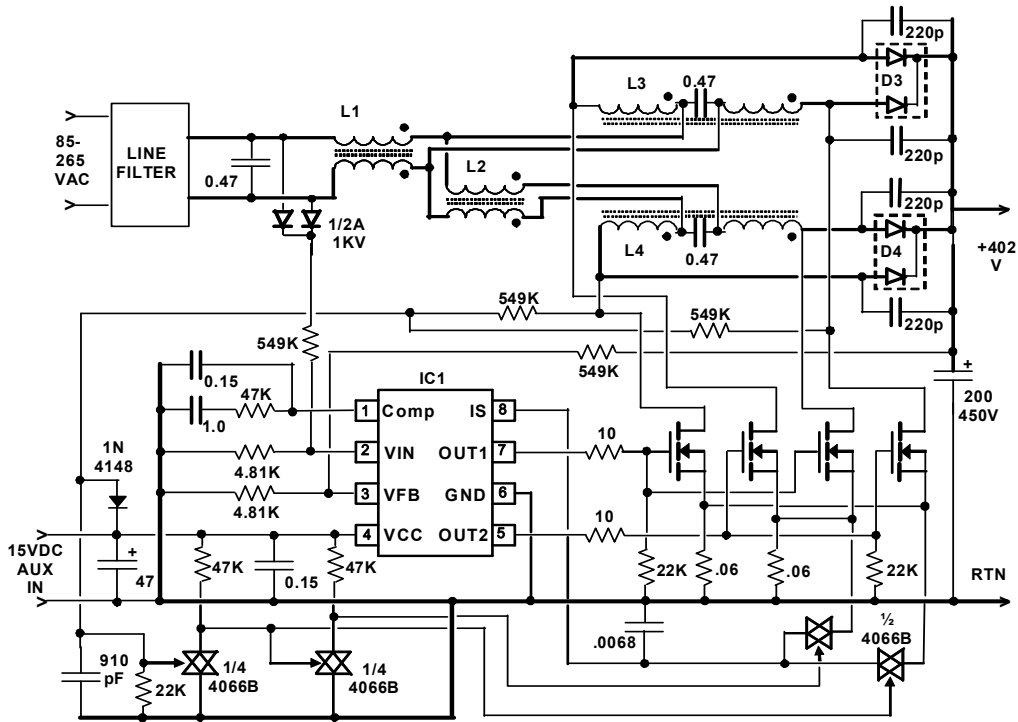 220p
L1
L3
0.47
D3
85-
265
VAC
LINE
FILTER
0.47
L2
220p
1/2A
1KV
220p
L4
0.47
D4
+402
V
549K
549K
220p
549K
549K
0.15
47K
1.0
IC1
1
Comp
IS
8
2
VIN
OUT1
7
3
VFB
GND
6
4
VCC
OUT2
5
10
10
200
450V
+
1N
4148
4.81K
4.81K
15VDC
AUX
IN
+
47
47K
0.15
47K
22K
.06
.06
22K
RTN
910
pF
22K
1/4
4066B
1/4
4066B
.0068
½
4066B